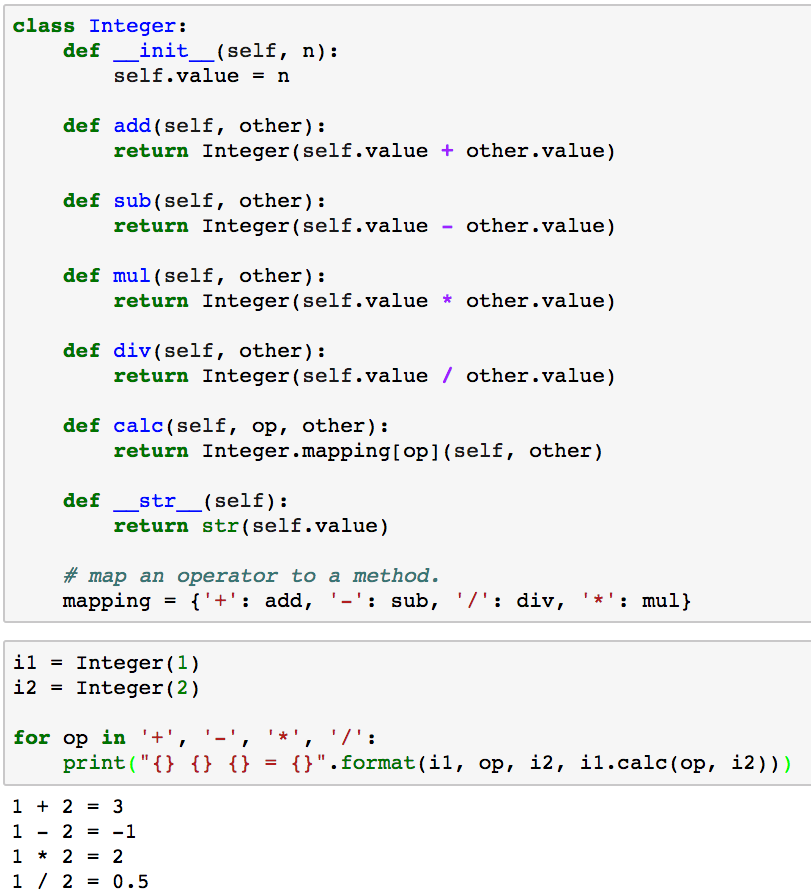 class Integer:
    def __init__(self, n):
        self.value = n

    def add(self, other):
        return Integer(self.value + other.value)

    def sub(self, other):
        return Integer(self.value - other.value)

    def mul(self, other):
        return Integer(self.value * other.value)

    def div(self, other):
        return Integer(self.value / other.value)

    def calc(self, op, other):
        return Integer.mapping[op](self, other)

    def __str__(self):
        return str(self.value)

    # map an operator to a method.
    mapping = {'+': add, '-': sub, '/': div, '*': mul}

i1 = Integer(1)
i2 = Integer(2)

for op in '+', '-', '*', '/':
    print("{} {} {} = {}".format(i1, op, i2, i1.calc(op, i2)))

1 + 2 = 3
1 - 2 = -1
1 * 2 = 2
1 / 2 = 0.5